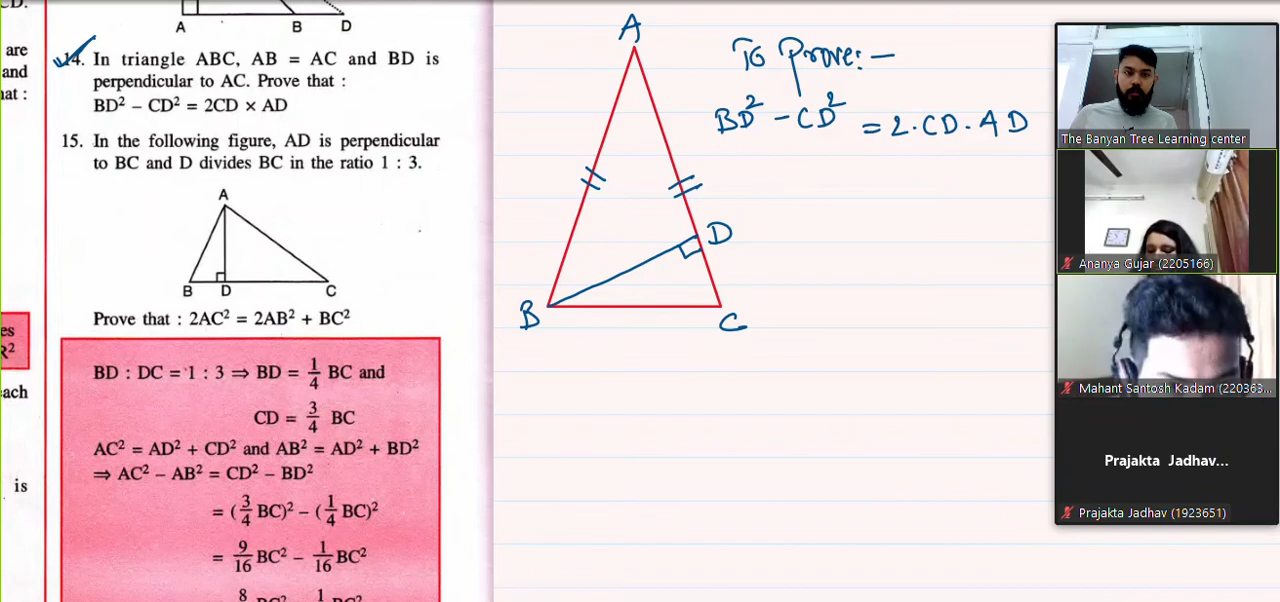 CD.
are
and
hat :
es
R²
each
is
A B D
14. In triangle ABC, AB = AC and BD is
perpendicular to AC. Prove that :
BD² − CD² = 2CD × AD
15. In the following figure, AD is perpendicular
to BC and D divides BC in the ratio 1 : 3.
A
B D C
Prove that : 2AC² = 2AB² + BC²
BD : DC = 1 : 3 ⇒ BD = 1/4 BC and
CD = 3/4 BC
AC² = AD² + CD² and AB² = AD² + BD²
⇒ AC² − AB² = CD² − BD²
= (3/4 BC)² − (1/4 BC)²
= 9/16 BC² − 1/16 BC²
A
To Prove:-
BD² - CD² = 2.CD.AD
D
B
C
The Banyan Tree Learning center
Ananya Gujar (2205166)
Mahant Santosh Kadam (220363...
Prajakta Jadhav...
Prajakta Jadhav (1923651)